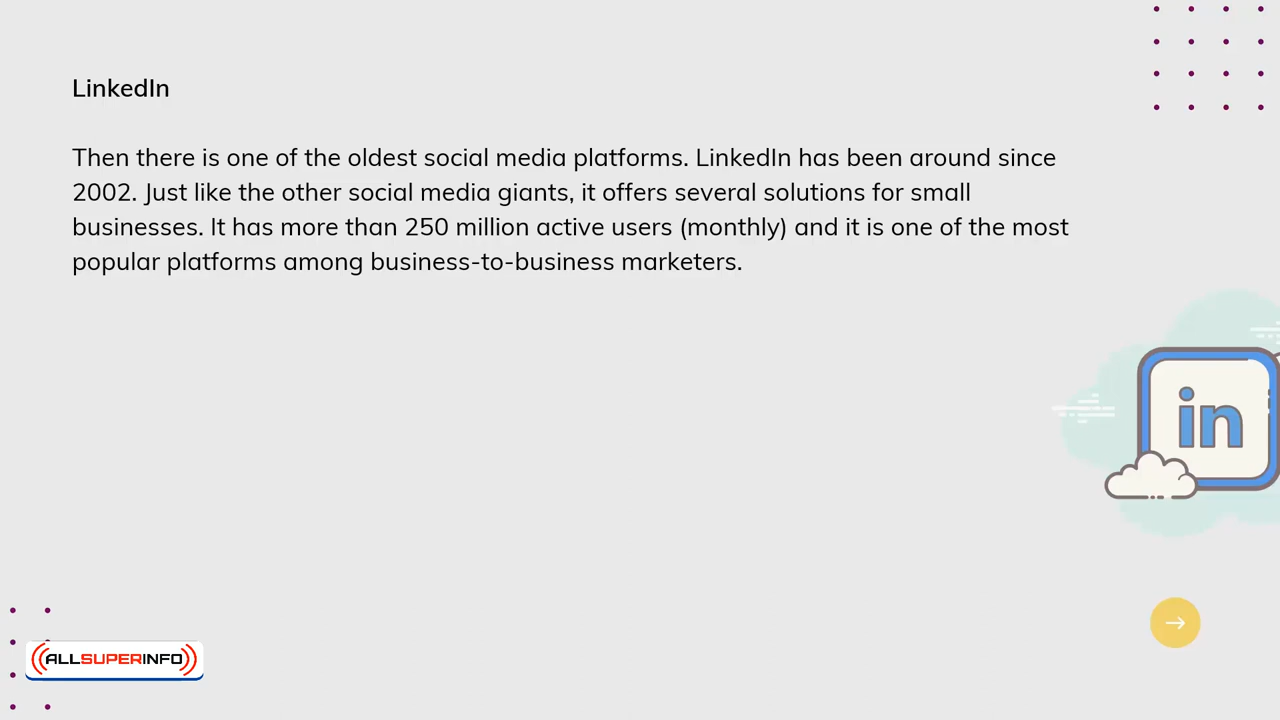 LinkedIn
Then there is one of the oldest social media platforms. LinkedIn has been around since
2002. Just like the other social media giants, it offers several solutions for small
businesses. It has more than 250 million active users (monthly) and it is one of the most
popular platforms among business-to-business marketers.
in
ALLSUPERINFO